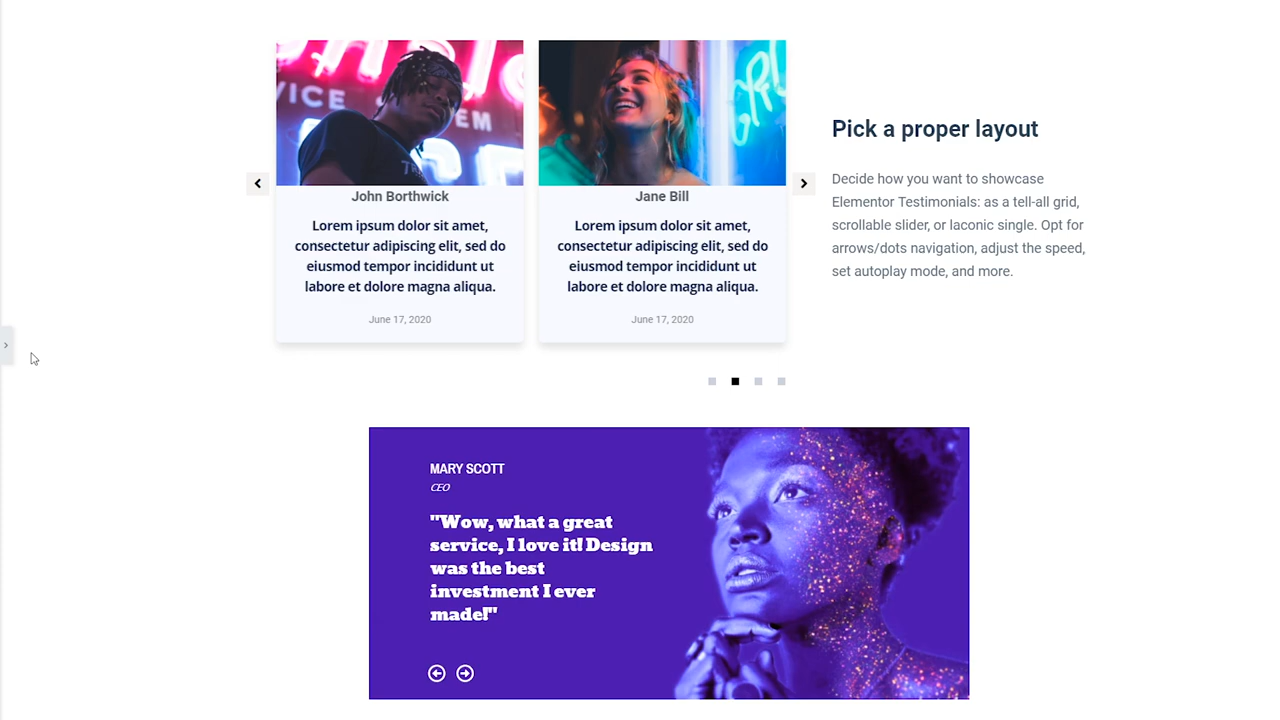 VICE
EM
John Borthwick
Lorem ipsum dolor sit amet,
consectetur adipiscing elit, sed do
eiusmod tempor incididunt ut
labore et dolore magna aliqua.
June 17, 2020
Jane Bill
Lorem ipsum dolor sit amet,
consectetur adipiscing elit, sed do
eiusmod tempor incididunt ut
labore et dolore magna aliqua.
June 17, 2020
Pick a proper layout
Decide how you want to showcase
Elementor Testimonials: as a tell-all grid,
scrollable slider, or laconic single. Opt for
arrows/dots navigation, adjust the speed,
set autoplay mode, and more.
MARY SCOTT
CEO
"Wow, what a great
service, I love it! Design
was the best
investment I ever
made!"